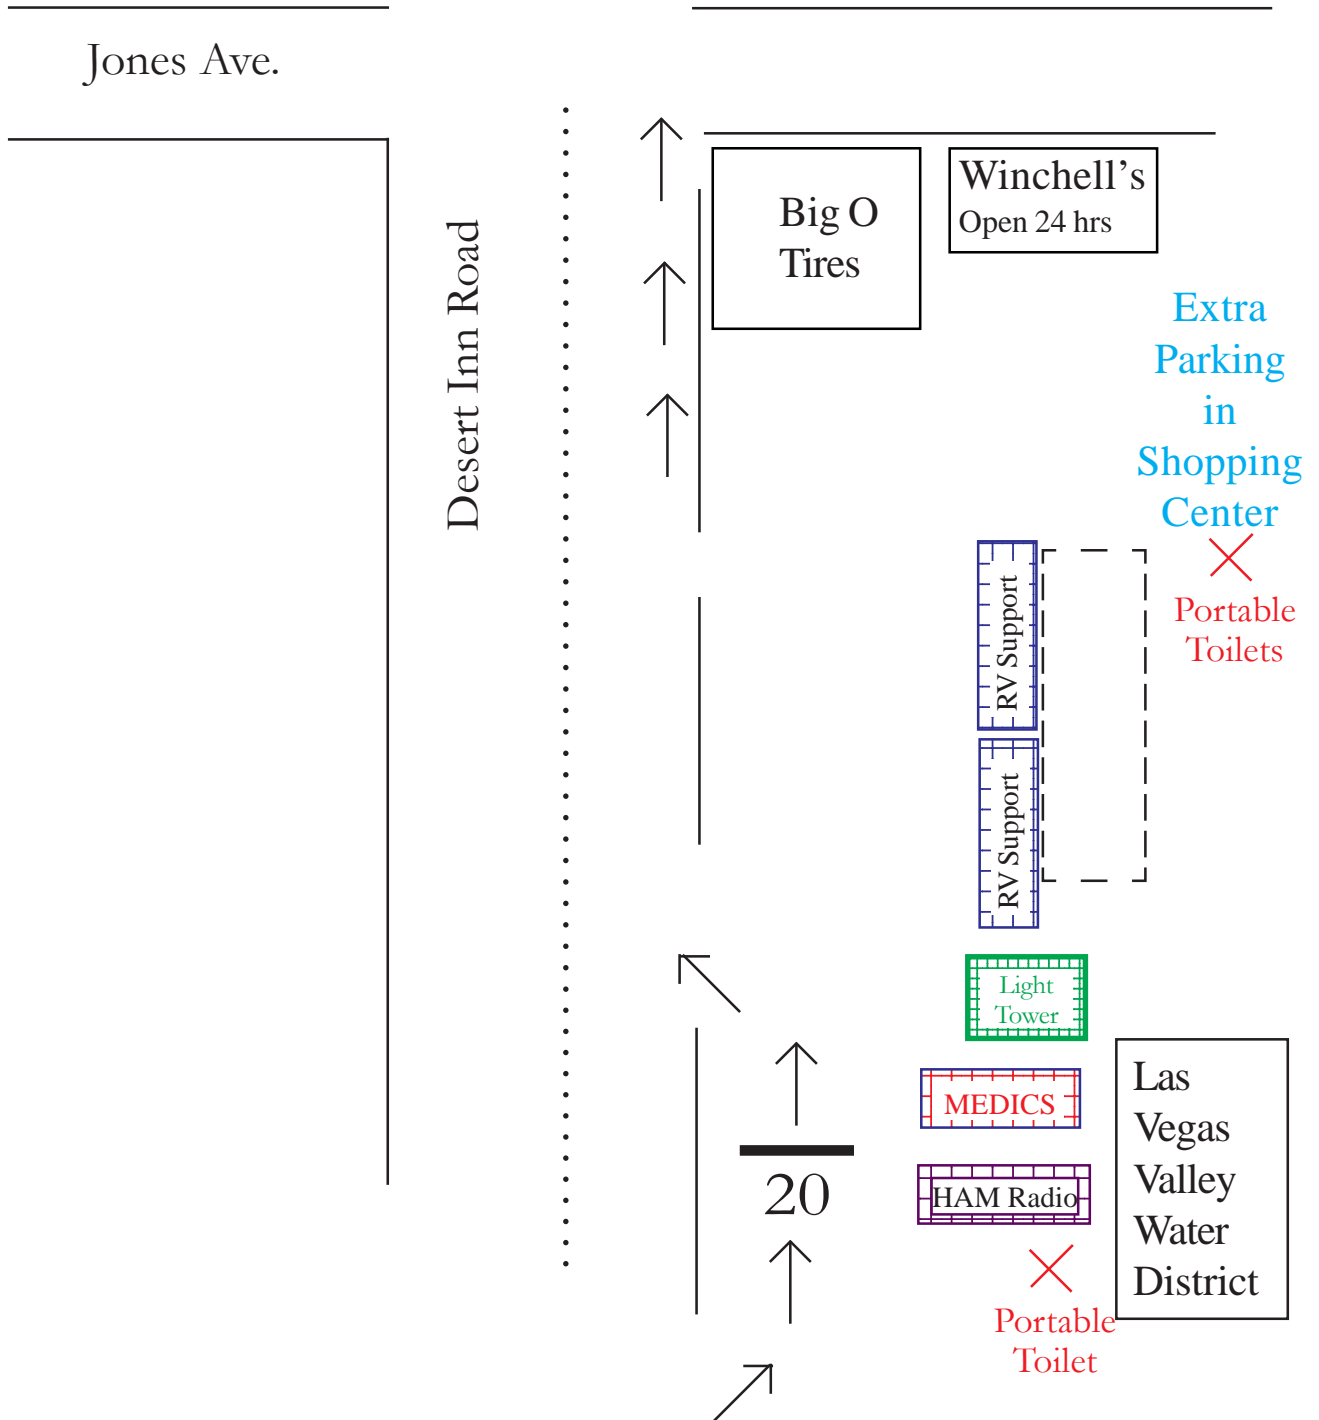 Jones Ave.
Desert Inn Road
Big O
Tires
Winchell's
Open 24 hrs
Extra
Parking
in
Shopping
Center
Portable
Toilets
RV Support
RV Support
Light
Tower
MEDICS
20
HAM Radio
Las
Vegas
Valley
Water
District
Portable
Toilet